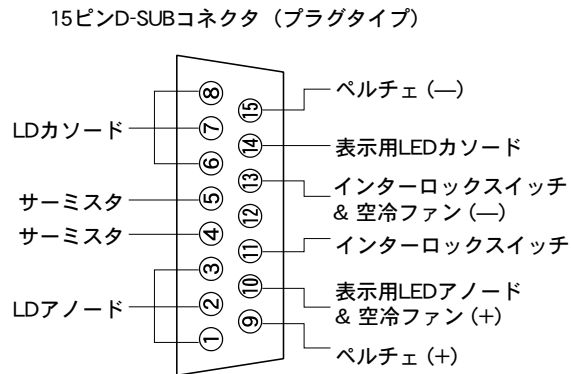 15ピンD-SUBコネクタ（プラグタイプ）
⑧
⑦
⑥
⑤
④
③
②
①
⑮
⑭
⑬
⑫
⑪
⑩
⑨
LDカソード
サーミスタ
サーミスタ
LDアノード
ペルチェ (—)
表示用LEDカソード
インターロックスイッチ
& 空冷ファン (—)
インターロックスイッチ
表示用LEDアノード
& 空冷ファン (+)
ペルチェ (+)